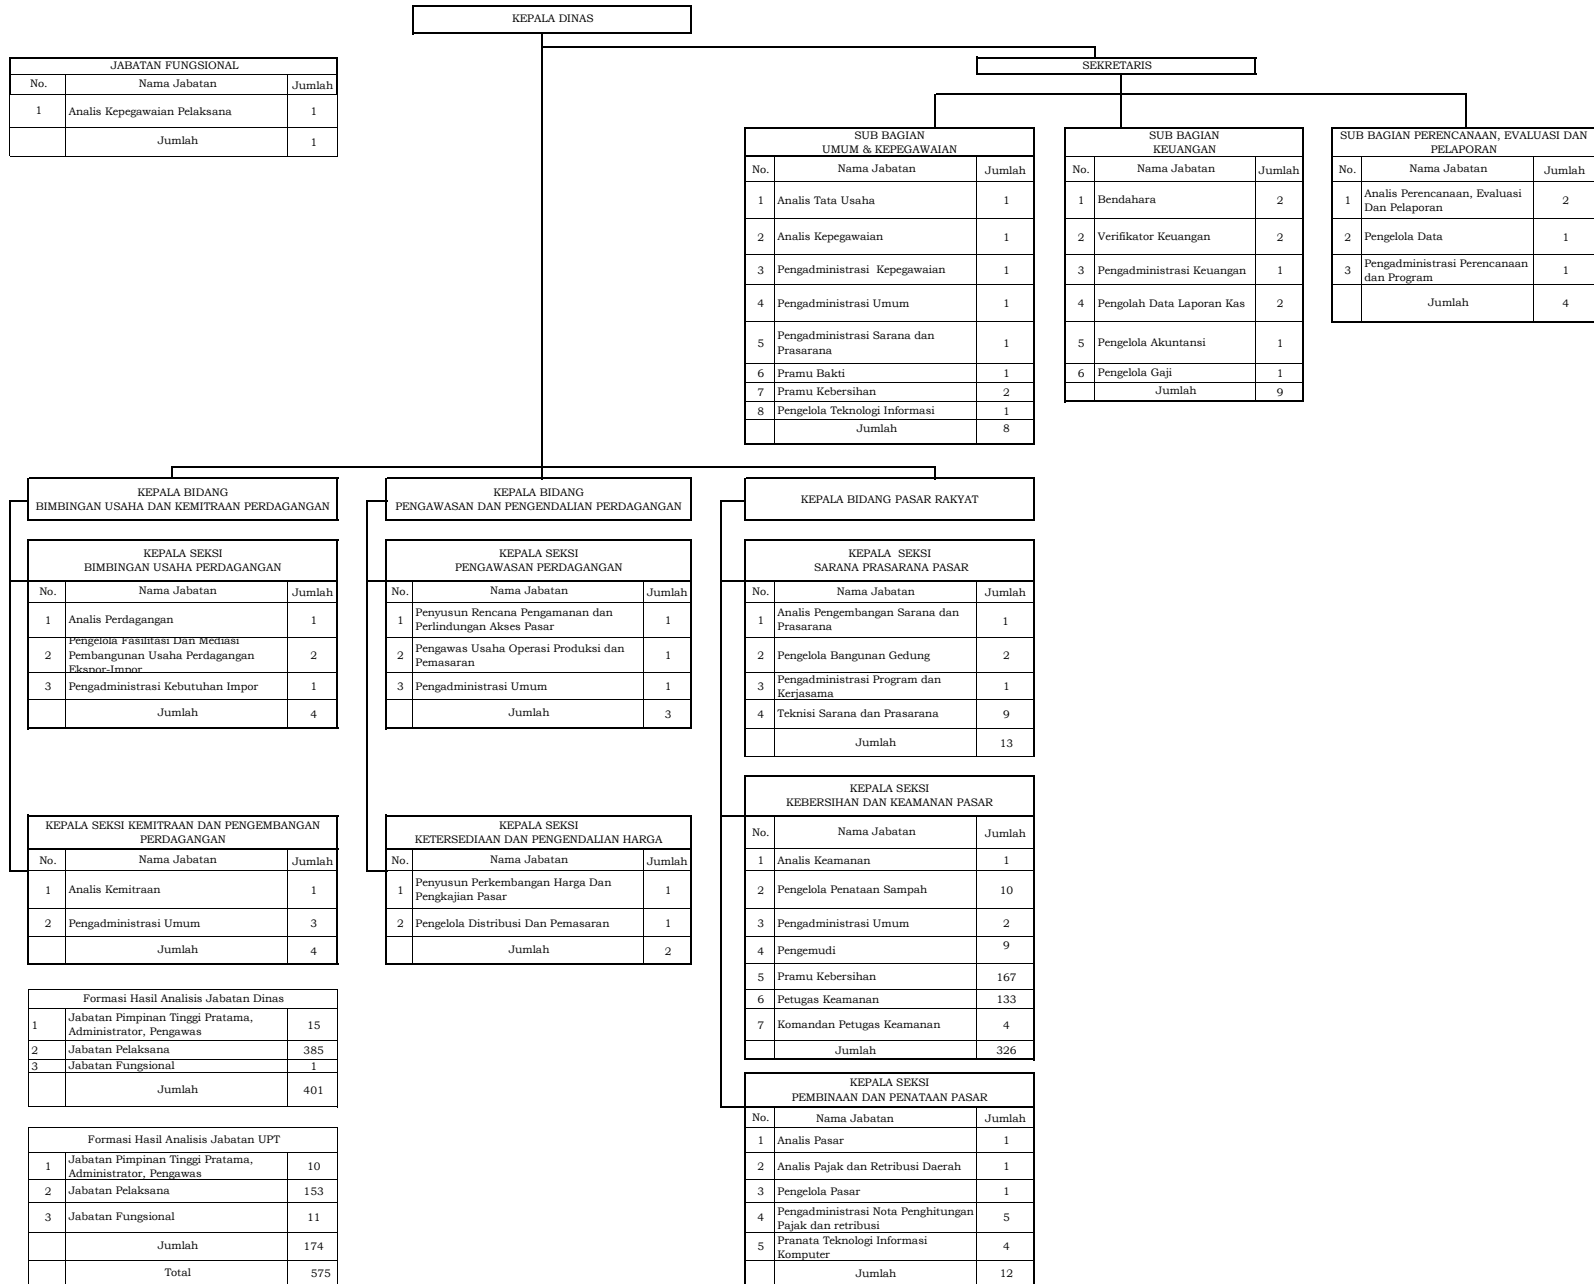 KEPALA DINAS
JABATAN FUNGSIONAL
No. Nama Jabatan Jumlah
1 Analis Kepegawaian Pelaksana 1
Jumlah 1
SEKRETARIS
SUB BAGIAN
UMUM & KEPEGAWAIAN
No. Nama Jabatan Jumlah
1 Analis Tata Usaha 1
2 Analis Kepegawaian 1
3 Pengadministrasi Kepegawaian 1
4 Pengadministrasi Umum 1
5 Pengadministrasi Sarana dan
Prasarana 1
6 Pramu Bakti 1
7 Pramu Kebersihan 2
8 Pengelola Teknologi Informasi 1
Jumlah 8
SUB BAGIAN
KEUANGAN
No. Nama Jabatan Jumlah
1 Bendahara 2
2 Verifikator Keuangan 2
3 Pengadministrasi Keuangan 1
4 Pengolah Data Laporan Kas 2
5 Pengelola Akuntansi 1
6 Pengelola Gaji 1
Jumlah 9
SUB BAGIAN PERENCANAAN, EVALUASI DAN
PELAPORAN
No. Nama Jabatan Jumlah
1 Analis Perencanaan, Evaluasi
Dan Pelaporan 2
2 Pengelola Data 1
3 Pengadministrasi Perencanaan
dan Program 1
Jumlah 4
KEPALA BIDANG
BIMBINGAN USAHA DAN KEMITRAAN PERDAGANGAN
KEPALA SEKSI
BIMBINGAN USAHA PERDAGANGAN
No. Nama Jabatan Jumlah
1 Analis Perdagangan 1
2 Pengelola Fasilitasi Dan Mediasi
Pembangunan Usaha Perdagangan 2
Ekspor-Impor
3 Pengadministrasi Kebutuhan Impor 1
Jumlah 4
KEPALA SEKSI KEMITRAAN DAN PENGEMBANGAN
PERDAGANGAN
No. Nama Jabatan Jumlah
1 Analis Kemitraan 1
2 Pengadministrasi Umum 3
Jumlah 4
KEPALA BIDANG
PENGAWASAN DAN PENGENDALIAN PERDAGANGAN
KEPALA SEKSI
PENGAWASAN PERDAGANGAN
No. Nama Jabatan Jumlah
1 Penyusun Rencana Pengamanan dan
Perlindungan Akses Pasar 1
2 Pengawas Usaha Operasi Produksi dan
Pemasaran 1
3 Pengadministrasi Umum 1
Jumlah 3
KEPALA SEKSI
KETERSEDIAAN DAN PENGENDALIAN HARGA
No. Nama Jabatan Jumlah
1 Penyusun Perkembangan Harga Dan
Pengkajian Pasar 1
2 Pengelola Distribusi Dan Pemasaran 1
Jumlah 2
KEPALA BIDANG PASAR RAKYAT
KEPALA SEKSI
SARANA PRASARANA PASAR
No. Nama Jabatan Jumlah
1 Analis Pengembangan Sarana dan
Prasarana 1
2 Pengelola Bangunan Gedung 2
3 Pengadministrasi Program dan
Kerjasama 1
4 Teknisi Sarana dan Prasarana 9
Jumlah 13
KEPALA SEKSI
KEBERSIHAN DAN KEAMANAN PASAR
No. Nama Jabatan Jumlah
1 Analis Keamanan 1
2 Pengelola Penataan Sampah 10
3 Pengadministrasi Umum 2
4 Pengemudi 9
5 Pramu Kebersihan 167
6 Petugas Keamanan 133
7 Komandan Petugas Keamanan 4
Jumlah 326
KEPALA SEKSI
PEMBINAAN DAN PENATAAN PASAR
No. Nama Jabatan Jumlah
1 Analis Pasar 1
2 Analis Pajak dan Retribusi Daerah 1
3 Pengelola Pasar 1
4 Pengadministrasi Nota Penghitungan
Pajak dan retribusi 5
5 Pranata Teknologi Informasi
Komputer 4
Jumlah 12
Formasi Hasil Analisis Jabatan Dinas
1 Jabatan Pimpinan Tinggi Pratama,
Administrator, Pengawas 15
2 Jabatan Pelaksana 385
3 Jabatan Fungsional 1
Jumlah 401
Formasi Hasil Analisis Jabatan UPT
1 Jabatan Pimpinan Tinggi Pratama,
Administrator, Pengawas 10
2 Jabatan Pelaksana 153
3 Jabatan Fungsional 11
Jumlah 174
Total 575